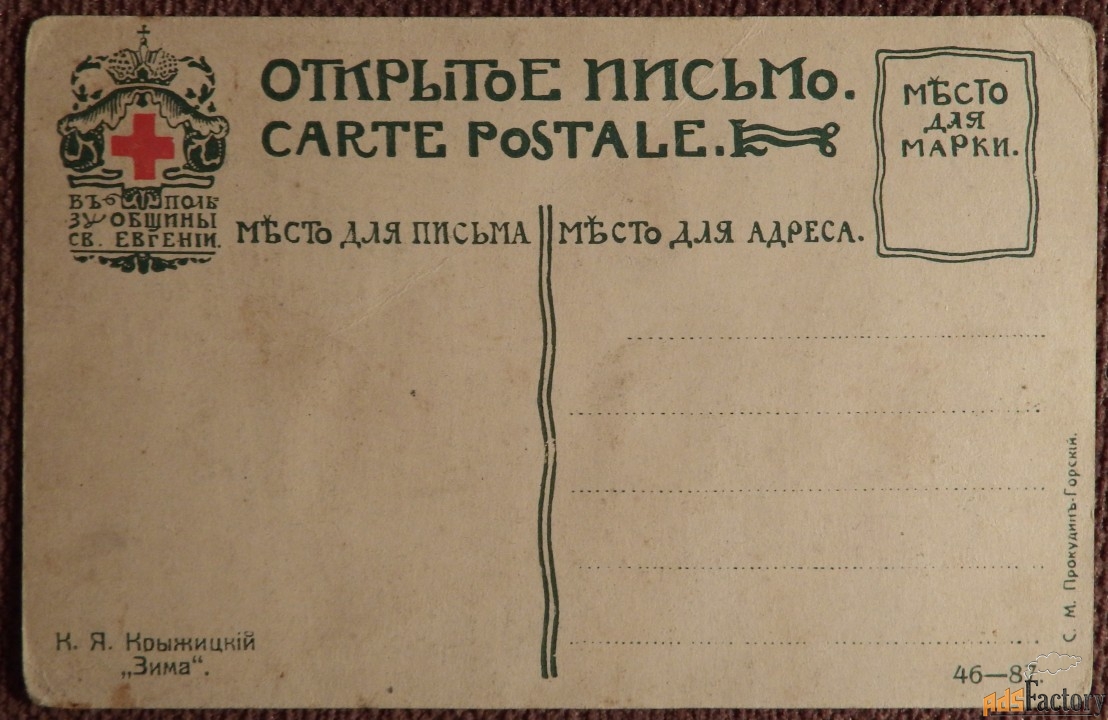 ОТКРЫТОЕ ПИСЬМО.
CARTE POSTALE.
МѢСТО
ДЛЯ
МАРКИ.
ВЪ ПОЛЬ-
ЗУ ОБЩИНЫ
СВ. ЕВГЕНІИ.
МѢСТО ДЛЯ ПИСЬМА
МѢСТО ДЛЯ АДРЕСА.
С. М. Прокудинъ-Горскій.
К. Я. Крыжицкій
„Зима“.
46—87.
AdsFactory